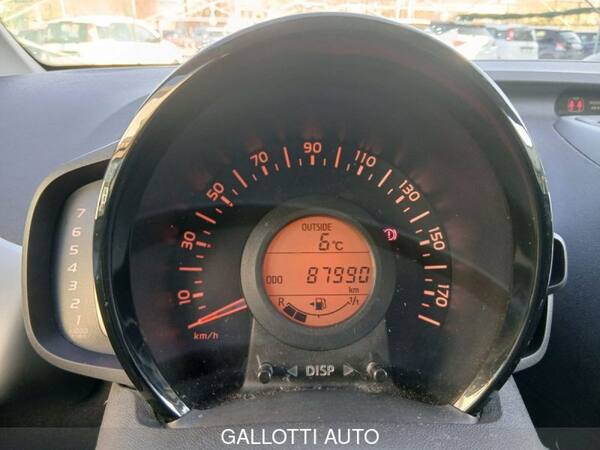 OUTSIDE
6°C
ODO 87990
km
R 1/1
10 30 50 70 90 110 130 150 170
km/h
7
6
5
4
3
2
1
DISP
GALLOTTI AUTO